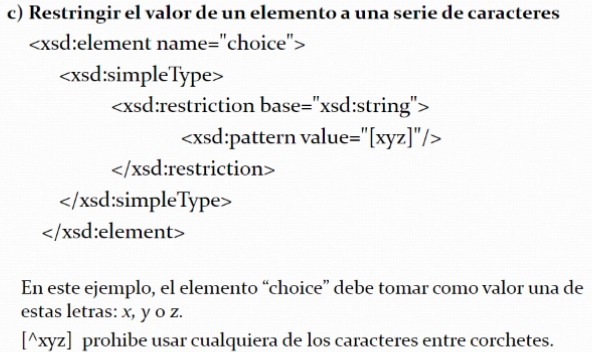 c) Restringir el valor de un elemento a una serie de caracteres
<xsd:element name="choice">
<xsd:simpleType>
<xsd:restriction base="xsd:string">
<xsd:pattern value="[xyz]"/>
</xsd:restriction>
</xsd:simpleType>
</xsd:element>
En este ejemplo, el elemento “choice” debe tomar como valor una de
estas letras: x, y o z.
[^xyz] prohibe usar cualquiera de los caracteres entre corchetes.